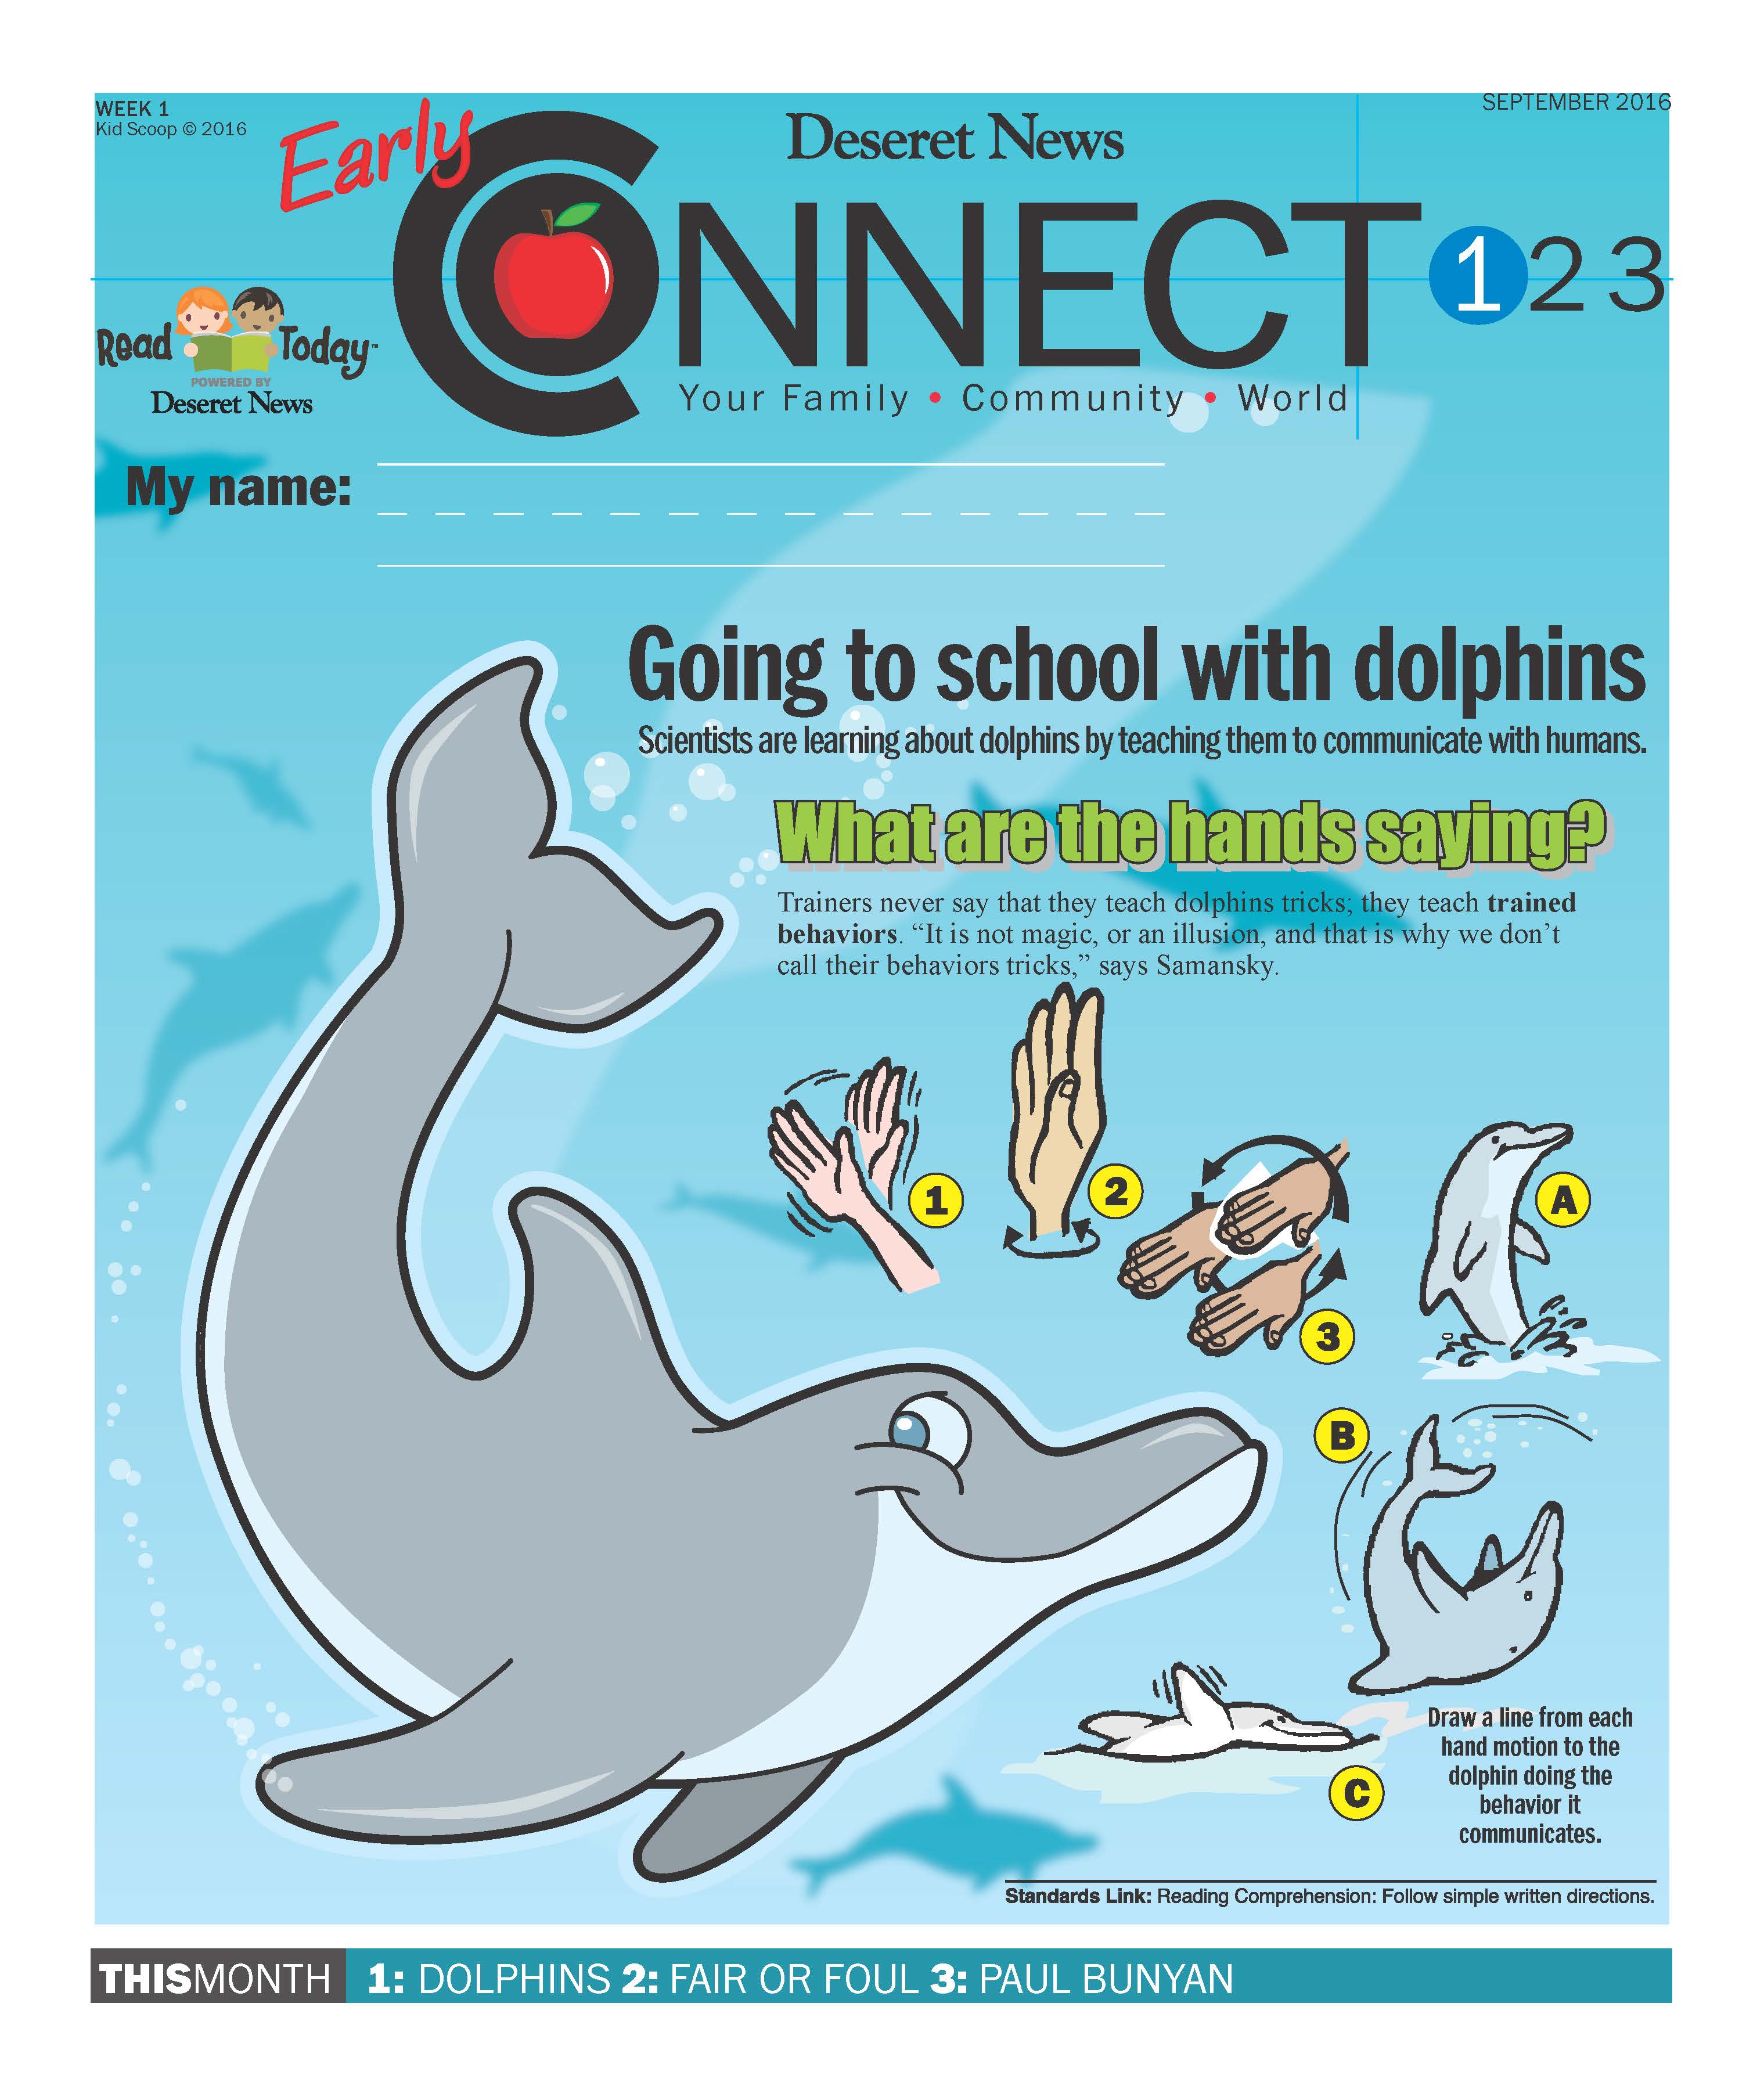 WEEK 1
Kid Scoop © 2016
SEPTEMBER 2016
Early
Deseret News
CONNECT 1 2 3
Your Family • Community • World
Read Today™
POWERED BY
Deseret News
My name:
Going to school with dolphins
Scientists are learning about dolphins by teaching them to communicate with humans.
What are the hands saying?
Trainers never say that they teach dolphins tricks; they teach trained
behaviors. “It is not magic, or an illusion, and that is why we don’t
call their behaviors tricks,” says Samansky.
1
2
3
A
B
C
Draw a line from each
hand motion to the
dolphin doing the
behavior it
communicates.
Standards Link: Reading Comprehension: Follow simple written directions.
THISMONTH 1: DOLPHINS 2: FAIR OR FOUL 3: PAUL BUNYAN